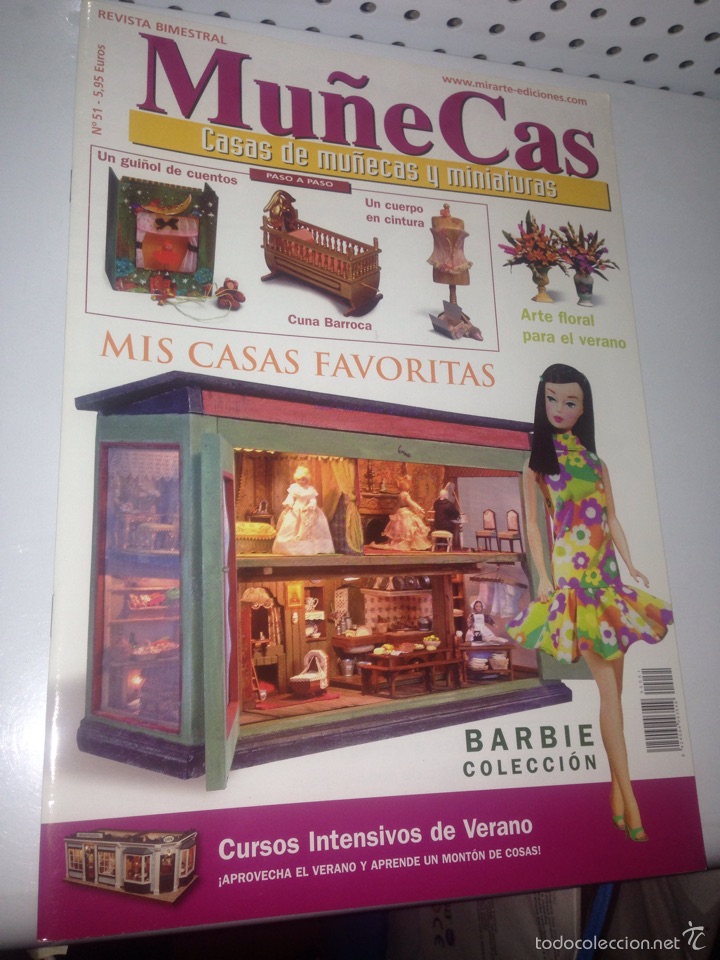 REVISTA BIMESTRAL
Nº 51 - 5,95 Euros
www.mirarte-ediciones.com
MuñeCas
Casas de muñecas y miniaturas
PASO A PASO
Un guiñol de cuentos
Un cuerpo
en cintura
Cuna Barroca
Arte floral
para el verano
MIS CASAS FAVORITAS
BARBIE
COLECCIÓN
Cursos Intensivos de Verano
¡APROVECHA EL VERANO Y APRENDE UN MONTÓN DE COSAS!
todocoleccion.net